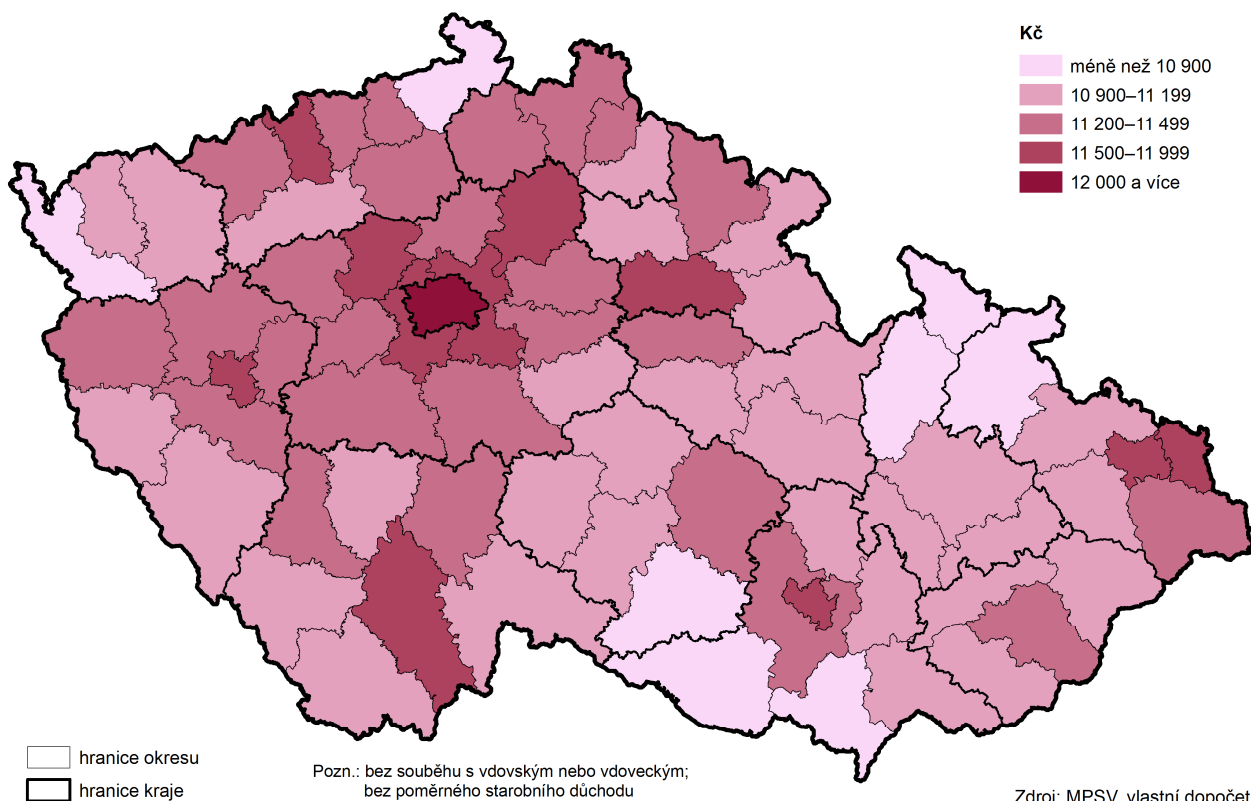 Kč
méně než 10 900
10 900–11 199
11 200–11 499
11 500–11 999
12 000 a více
hranice okresu
hranice kraje
Pozn.: bez souběhu s vdovským nebo vdoveckým;
bez poměrného starobního důchodu
Zdroj: MPSV, vlastní dopočet